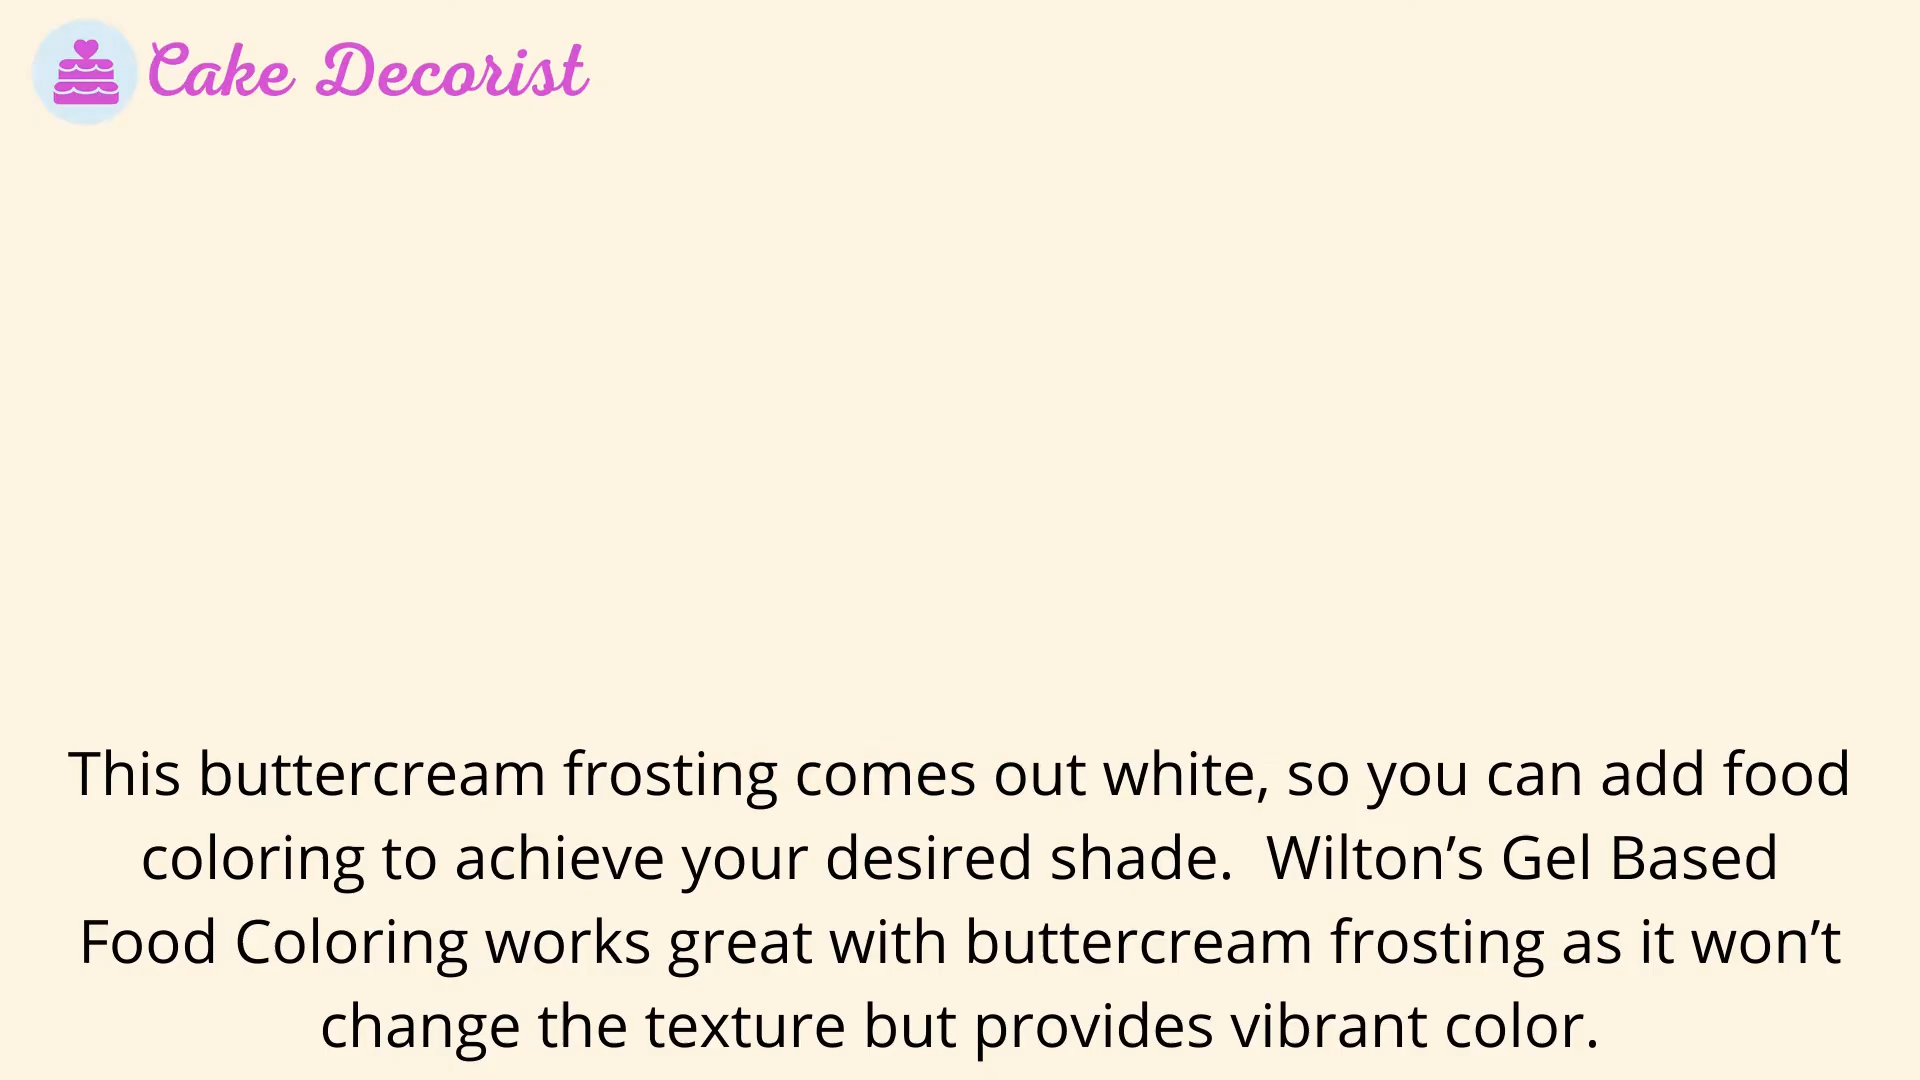 Cake Decorist
This buttercream frosting comes out white, so you can add food
coloring to achieve your desired shade.  Wilton’s Gel Based
Food Coloring works great with buttercream frosting as it won’t
change the texture but provides vibrant color.